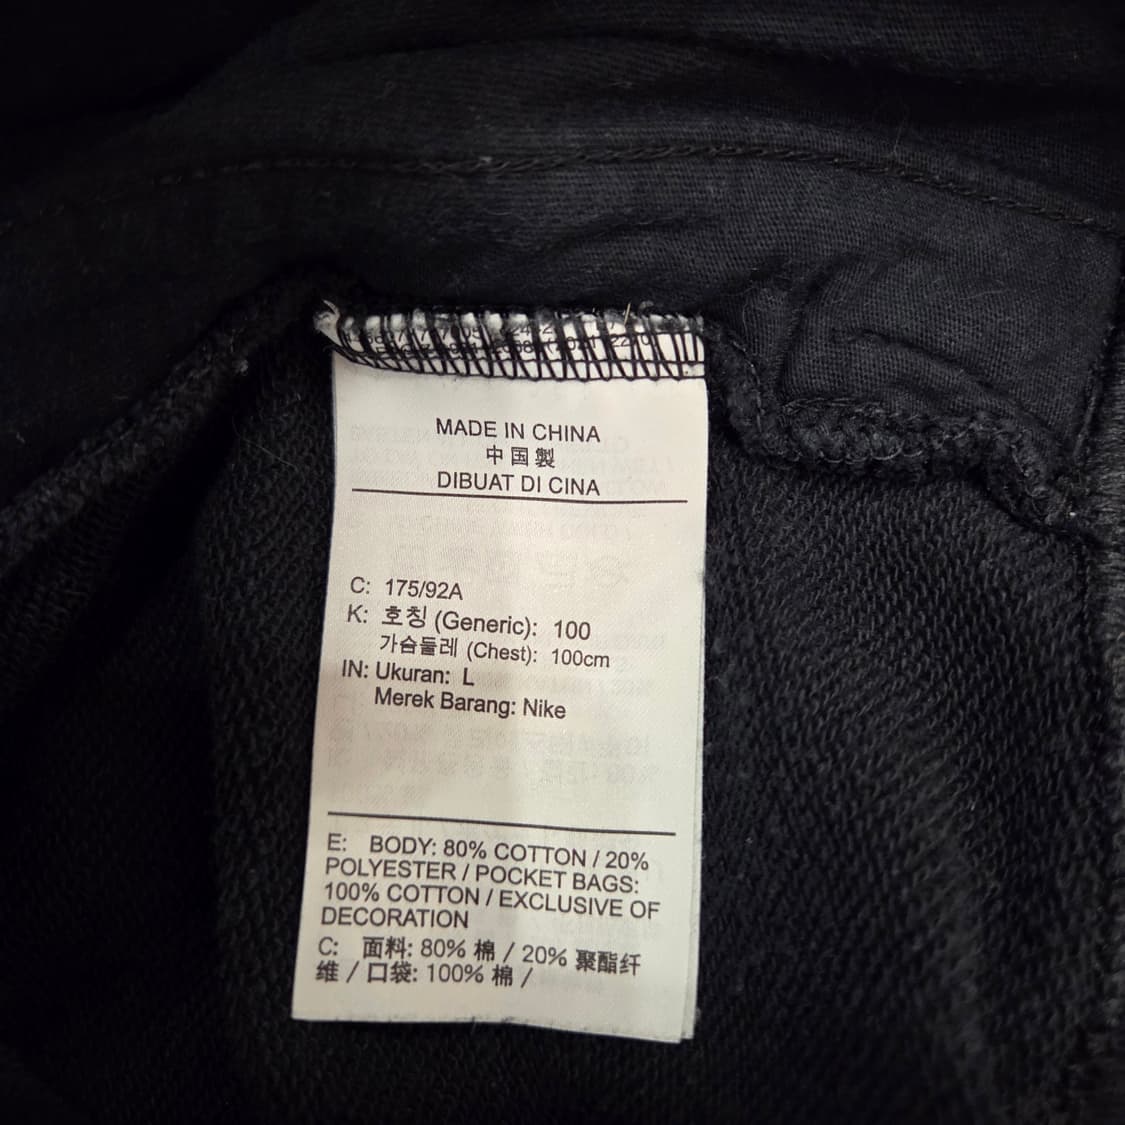 MADE IN CHINA
中国製
DIBUAT DI CINA
C: 175/92A
K: 호칭 (Generic): 100
가슴둘레 (Chest): 100cm
IN: Ukuran: L
Merek Barang: Nike
E: BODY: 80% COTTON / 20%
POLYESTER / POCKET BAGS:
100% COTTON / EXCLUSIVE OF
DECORATION
C: 面料: 80% 棉 / 20% 聚酯纤
维 / 口袋: 100% 棉 /